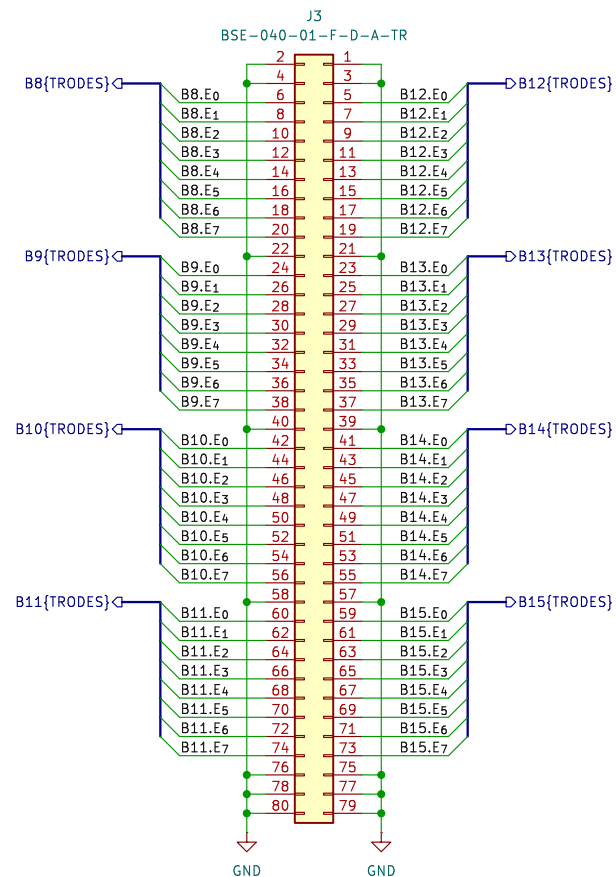 J3
BSE-040-01-F-D-A-TR
2 1
4 3
B8{TRODES} B12{TRODES}
B8.E0 6 5 B12.E0
B8.E1 8 7 B12.E1
B8.E2 10 9 B12.E2
B8.E3 12 11 B12.E3
B8.E4 14 13 B12.E4
B8.E5 16 15 B12.E5
B8.E6 18 17 B12.E6
B8.E7 20 19 B12.E7
22 21
B9{TRODES} B13{TRODES}
B9.E0 24 23 B13.E0
B9.E1 26 25 B13.E1
B9.E2 28 27 B13.E2
B9.E3 30 29 B13.E3
B9.E4 32 31 B13.E4
B9.E5 34 33 B13.E5
B9.E6 36 35 B13.E6
B9.E7 38 37 B13.E7
40 39
B10{TRODES} B14{TRODES}
B10.E0 42 41 B14.E0
B10.E1 44 43 B14.E1
B10.E2 46 45 B14.E2
B10.E3 48 47 B14.E3
B10.E4 50 49 B14.E4
B10.E5 52 51 B14.E5
B10.E6 54 53 B14.E6
B10.E7 56 55 B14.E7
58 57
B11{TRODES} B15{TRODES}
B11.E0 60 59 B15.E0
B11.E1 62 61 B15.E1
B11.E2 64 63 B15.E2
B11.E3 66 65 B15.E3
B11.E4 68 67 B15.E4
B11.E5 70 69 B15.E5
B11.E6 72 71 B15.E6
B11.E7 74 73 B15.E7
76 75
78 77
80 79
GND GND